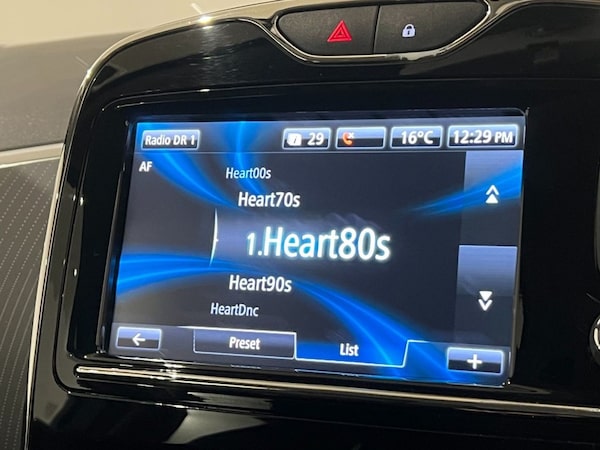 Radio DR 1 29 16°C 12:29 PM
AF
Heart00s
Heart70s
1.Heart80s
Heart90s
HeartDnc
Preset List